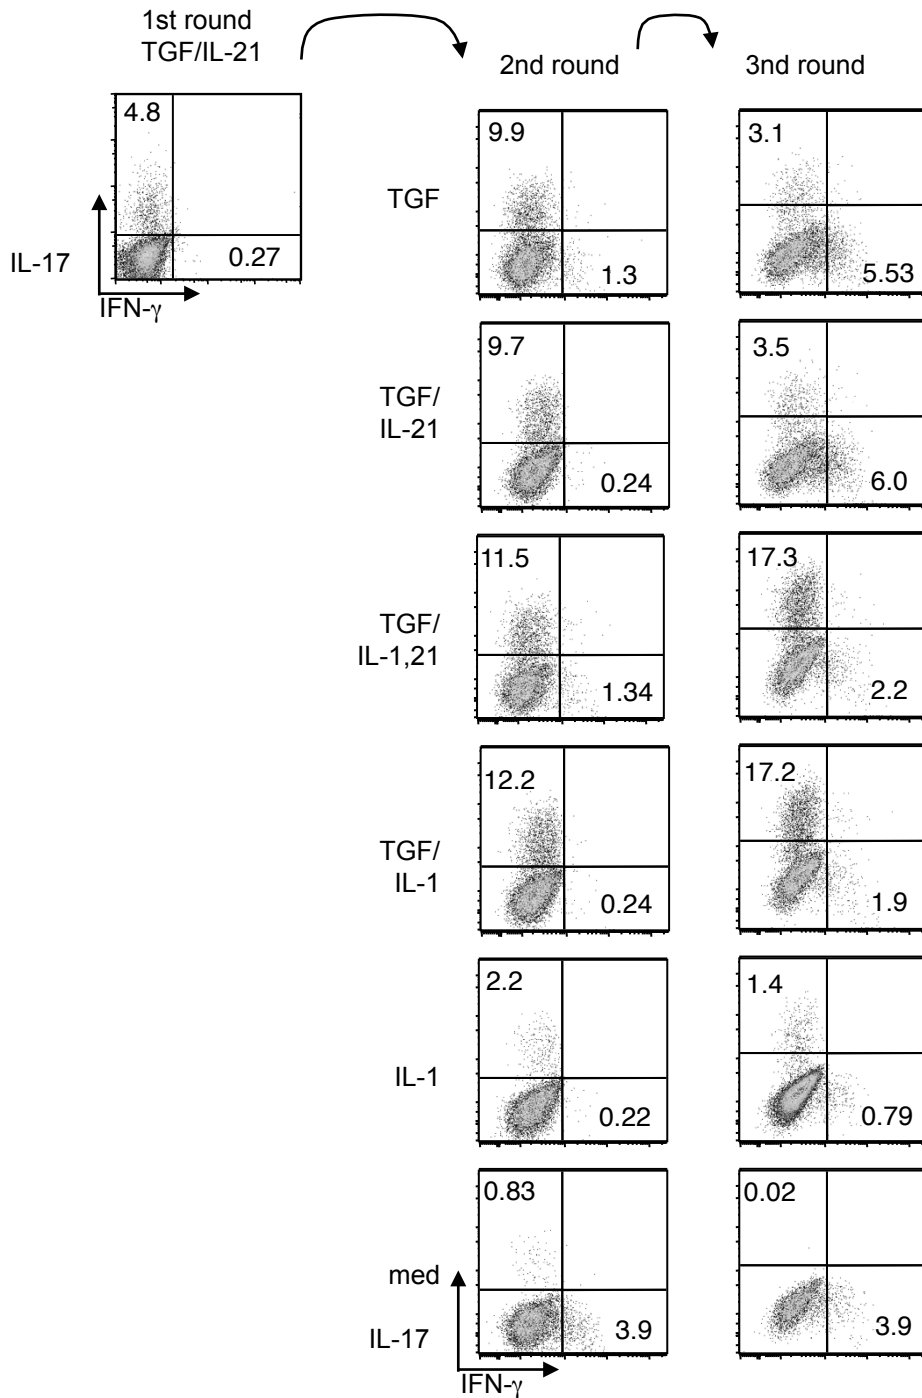 1st round
TGF/IL-21
2nd round
3nd round
4.8
IL-17
0.27
IFN-γ
TGF
9.9
1.3
3.1
5.53
TGF/
IL-21
9.7
0.24
3.5
6.0
TGF/
IL-1,21
11.5
1.34
17.3
2.2
TGF/
IL-1
12.2
0.24
17.2
1.9
IL-1
2.2
0.22
1.4
0.79
med
0.83
3.9
0.02
3.9
IL-17
IFN-γ